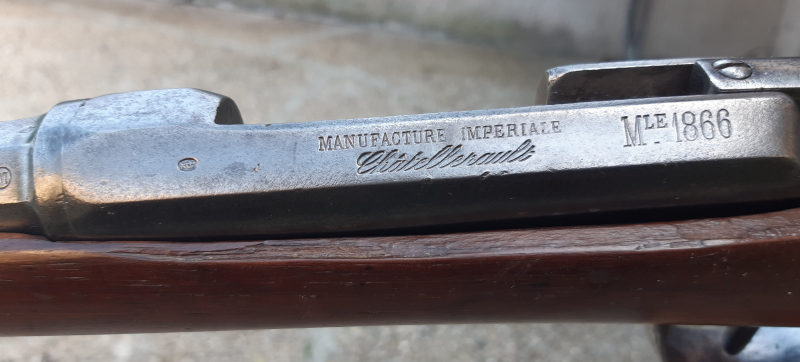 MANUFACTURE IMPERIALE
Châtellerault
MLE 1866